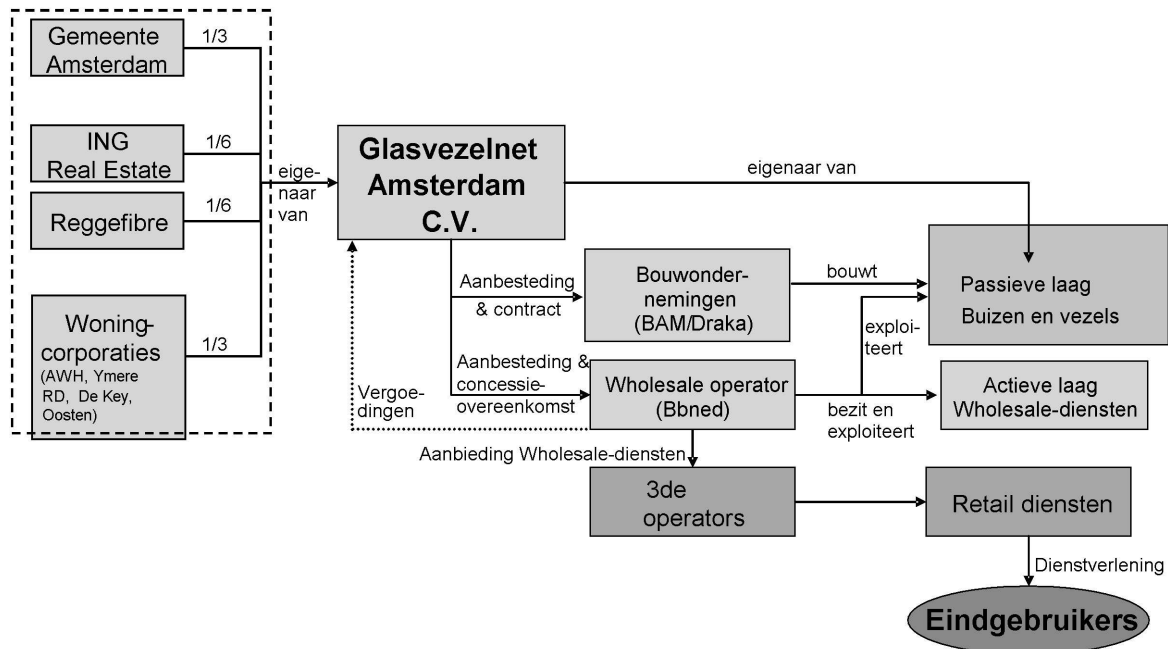 Gemeente
Amsterdam
1/3
ING
Real Estate
1/6
Reggefibre
1/6
Woning-
corporaties
(AWH, Ymere
RD, De Key,
Oosten)
1/3
eige-
naar
van
Glasvezelnet
Amsterdam
C.V.
eigenaar van
Aanbesteding
& contract
Bouwonder-
nemingen
(BAM/Draka)
bouwt
Passieve laag
Buizen en vezels
exploi-
teert
Vergoe-
dingen
Aanbesteding &
concessie-
overeenkomst
Wholesale operator
(Bbned)
bezit en
exploiteert
Actieve laag
Wholesale-diensten
Aanbieding Wholesale-diensten
3de
operators
Retail diensten
Dienstverlening
Eindgebruikers